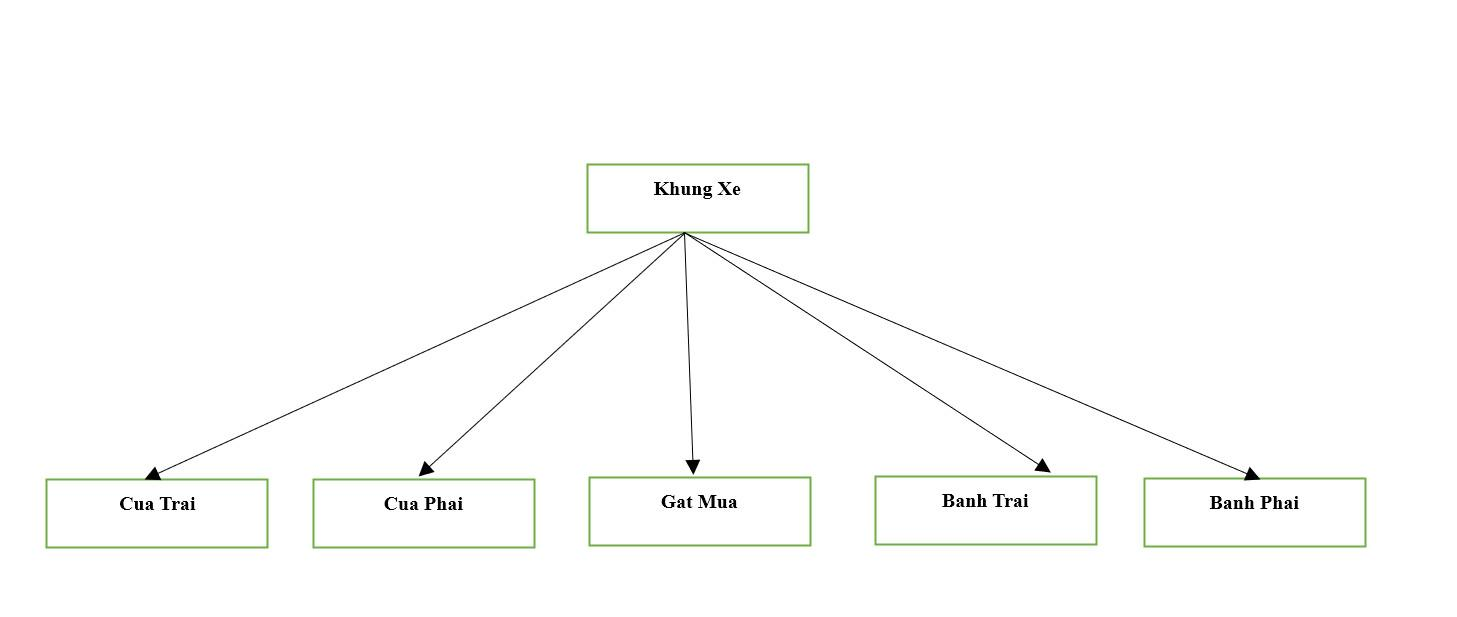 Khung Xe
Cua Trai
Cua Phai
Gat Mua
Banh Trai
Banh Phai